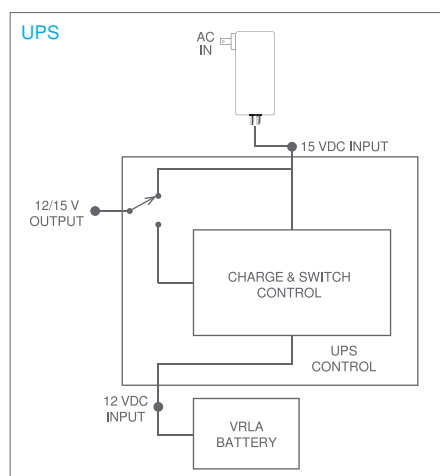 UPS
AC
IN
15 VDC INPUT
12/15 V
OUTPUT
CHARGE & SWITCH
CONTROL
UPS
CONTROL
12 VDC
INPUT
VRLA
BATTERY